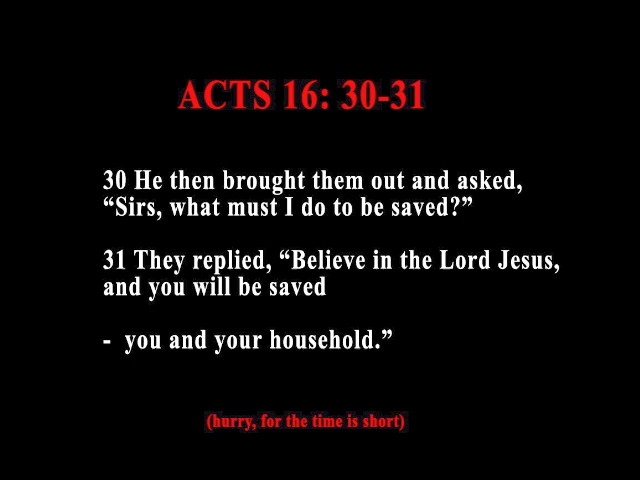 ACTS 16: 30-31
30 He then brought them out and asked,
“Sirs, what must I do to be saved?”
31 They replied, “Believe in the Lord Jesus,
and you will be saved
- you and your household.”
(hurry, for the time is short)